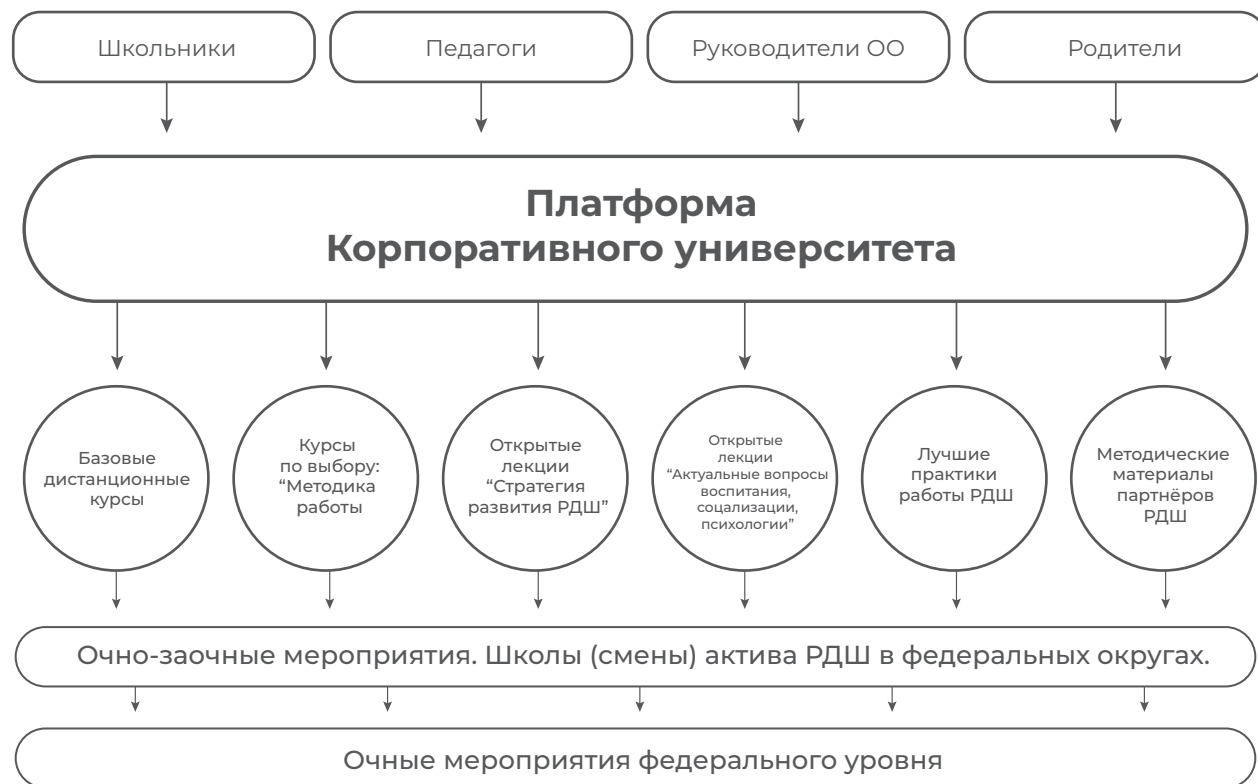 Школьники
Педагоги
Руководители ОО
Родители
Платформа
Корпоративного университета
Базовые
дистанционные
курсы
Курсы
по выбору:
“Методика
работы
Открытые
лекции
“Стратегия
развития РДШ”
Открытые
лекции
“Актуальные вопросы
воспитания,
соцализации,
психологии”
Лучшие
практики
работы РДШ
Методические
материалы
партнёров
РДШ
Очно-заочные мероприятия. Школы (смены) актива РДШ в федеральных округах.
Очные мероприятия федерального уровня